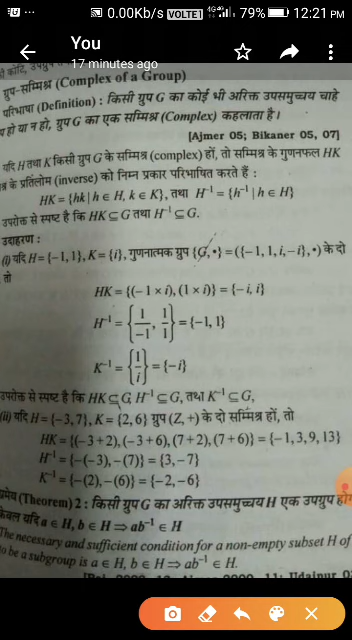 0.00Kb/s VOLTE 4G 79% 12:21 PM
You
17 minutes ago
ग्रुप-सम्मिश्र (Complex of a Group)
परिभाषा (Definition) : किसी ग्रुप G का कोई भी अरिक्त उपसमुच्चय चाहे
हो या न हो, ग्रुप G का एक सम्मिश्र (Complex) कहलाता है।
[Ajmer 05; Bikaner 05, 07]
यदि H तथा K किसी ग्रुप G के सम्मिश्र (complex) हों, तो सम्मिश्र के गुणनफल HK
के प्रतिलोम (inverse) को निम्न प्रकार परिभाषित करते हैं :
HK = {hk | h ∈ H, k ∈ K}, तथा H⁻¹ = {h⁻¹ | h ∈ H}
उपरोक्त से स्पष्ट है कि HK ⊆ G तथा H⁻¹ ⊆ G.
उदाहरण :
(i) यदि H = {-1, 1}, K = {i}, गुणनात्मक ग्रुप {G, •} = ({-1, 1, i, -i}, •) के दो
तो
HK = {(-1 × i), (1 × i)} = {-i, i}
H⁻¹ = {1/-1, 1/1} = {-1, 1}
K⁻¹ = {1/i} = {-i}
उपरोक्त से स्पष्ट है कि HK ⊆ G, H⁻¹ ⊆ G, तथा K⁻¹ ⊆ G,
(ii) यदि H = {-3, 7}, K = {2, 6} ग्रुप (Z, +) के दो सम्मिश्र हों, तो
HK = {(-3+2), (-3+6), (7+2), (7+6)} = {-1, 3, 9, 13}
H⁻¹ = {-(-3), -(7)} = {3, -7}
K⁻¹ = {-(2), -(6)} = {-2, -6}
(Theorem) 2 : किसी ग्रुप G का अरिक्त उपसमुच्चय H एक उपग्रुप
केवल यदि a ∈ H, b ∈ H ⇒ ab⁻¹ ∈ H
The necessary and sufficient condition for a non-empty subset H of
to be a subgroup is a ∈ H, b ∈ H ⇒ ab⁻¹ ∈ H.